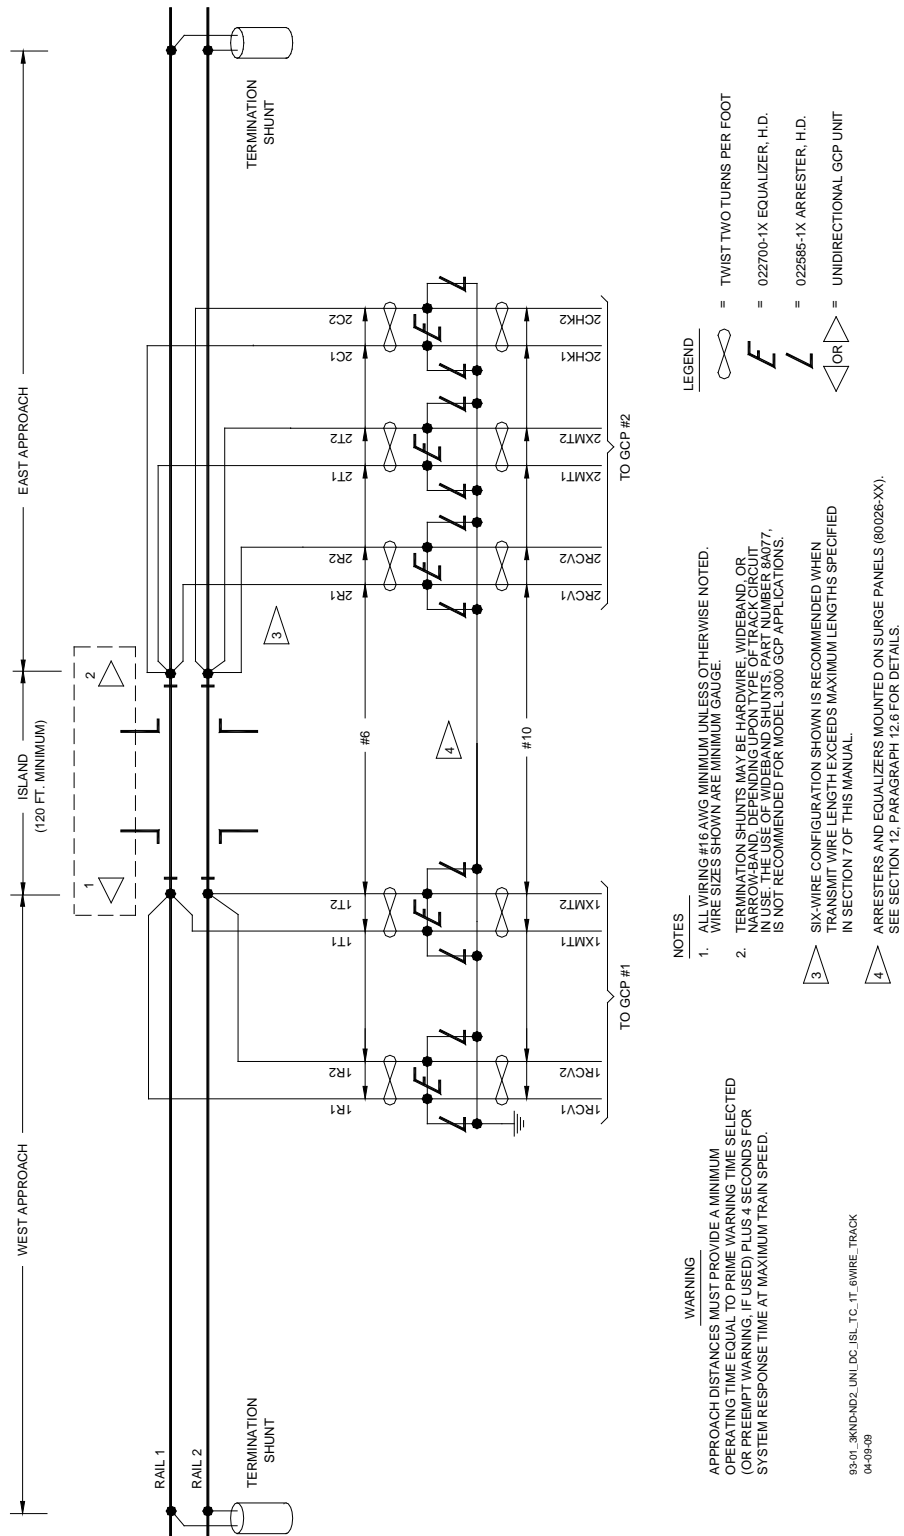 WEST APPROACH
ISLAND
(120 FT. MINIMUM)
EAST APPROACH
1
2
RAIL 1
RAIL 2
TERMINATION
SHUNT
TERMINATION
SHUNT
3
1R1
1R2
1T1
1T2
#6
2R1
2R2
2T1
2T2
2C1
2C2
4
1RCV1
1RCV2
1XMT1
1XMT2
#10
2RCV1
2RCV2
2XMT1
2XMT2
2CHK1
2CHK2
TO GCP #1
TO GCP #2
WARNING
APPROACH DISTANCES MUST PROVIDE A MINIMUM
OPERATING TIME EQUAL TO PRIME WARNING TIME SELECTED
(OR PREEMPT WARNING, IF USED) PLUS 4 SECONDS FOR
SYSTEM RESPONSE TIME AT MAXIMUM TRAIN SPEED.
NOTES
1. ALL WIRING #16 AWG MINIMUM UNLESS OTHERWISE NOTED.
WIRE SIZES SHOWN ARE MINIMUM GAUGE.
2. TERMINATION SHUNTS MAY BE HARDWIRE, WIDEBAND, OR
NARROW-BAND, DEPENDING UPON TYPE OF TRACK CIRCUIT
IN USE. THE USE OF WIDEBAND SHUNTS, PART NUMBER 8A077,
IS NOT RECOMMENDED FOR MODEL 3000 GCP APPLICATIONS.
3 SIX-WIRE CONFIGURATION SHOWN IS RECOMMENDED WHEN
TRANSMIT WIRE LENGTH EXCEEDS MAXIMUM LENGTHS SPECIFIED
IN SECTION 7 OF THIS MANUAL.
4 ARRESTERS AND EQUALIZERS MOUNTED ON SURGE PANELS (80026-XX).
SEE SECTION 12, PARAGRAPH 12.6 FOR DETAILS.
LEGEND
= TWIST TWO TURNS PER FOOT
= 022700-1X EQUALIZER, H.D.
= 022585-1X ARRESTER, H.D.
OR = UNIDIRECTIONAL GCP UNIT
93-01_3KND-ND2_UNI_DC_ISL_TC_1T_6WIRE_TRACK
04-09-09